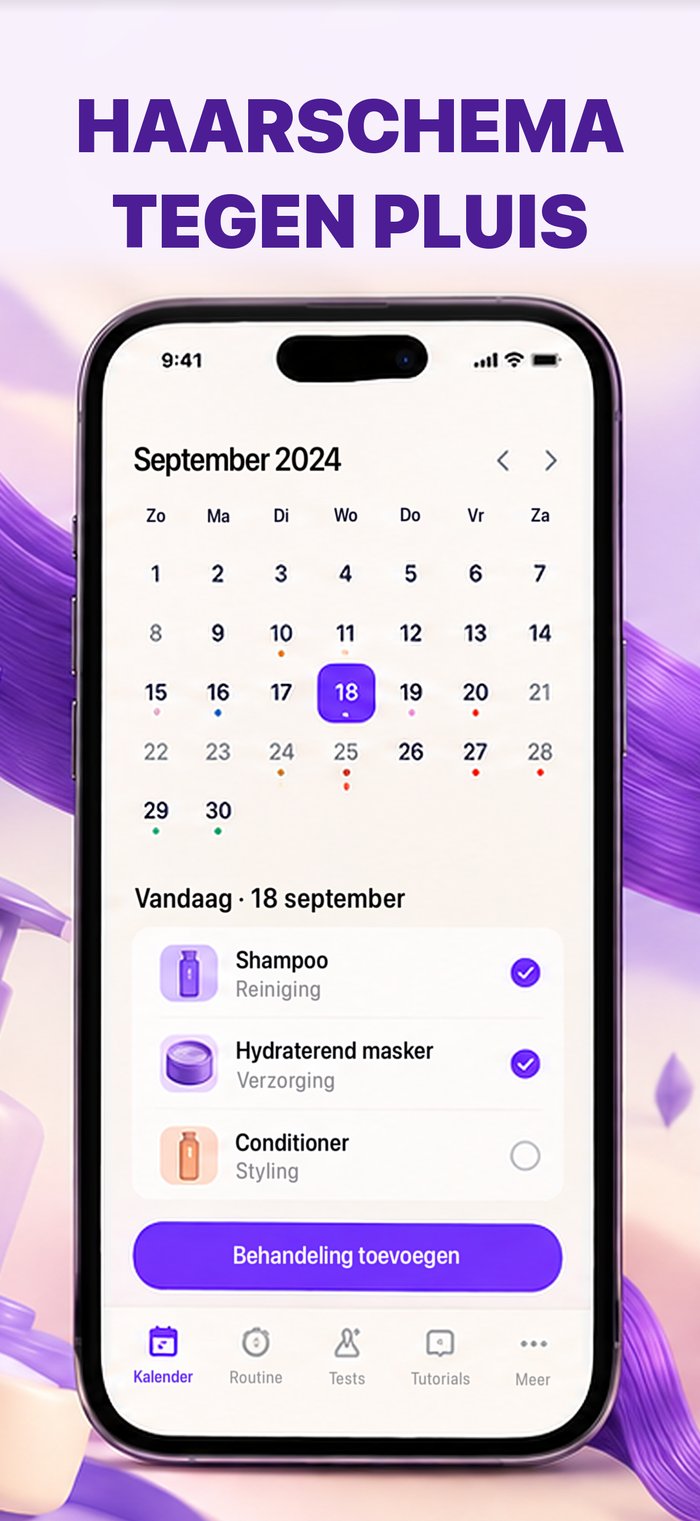 HAARSCHEMA
TEGEN PLUIS
9:41
September 2024
Zo Ma Di Wo Do Vr Za
1 2 3 4 5 6 7
8 9 10 11 12 13 14
15 16 17 18 19 20 21
22 23 24 25 26 27 28
29 30
Vandaag · 18 september
Shampoo
Reiniging
Hydraterend masker
Verzorging
Conditioner
Styling
Behandeling toevoegen
Kalender Routine Tests Tutorials Meer